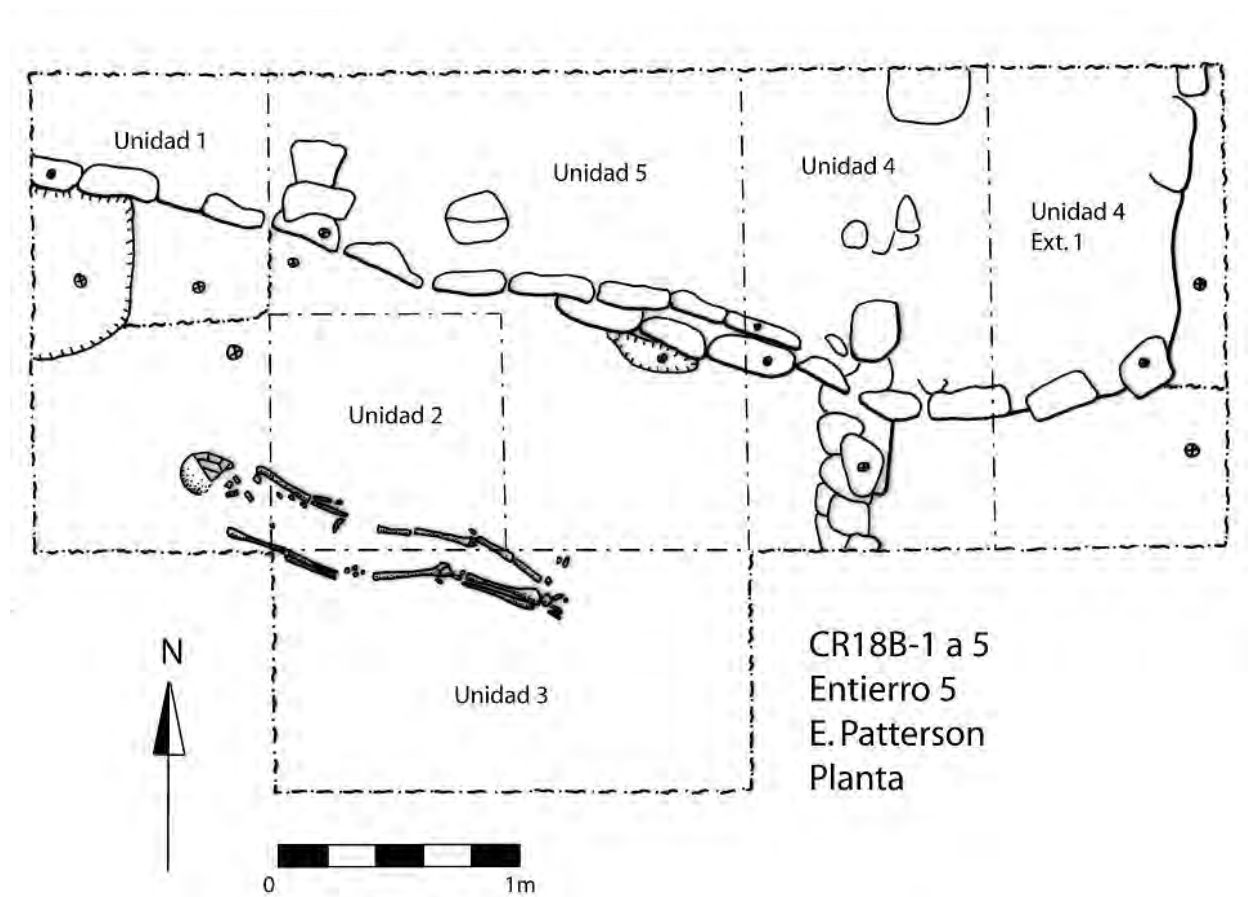 Unidad 1
Unidad 5
Unidad 4
Unidad 4
Ext. 1
Unidad 2
Unidad 3
N
0
1m
CR18B-1 a 5
Entierro 5
E. Patterson
Planta